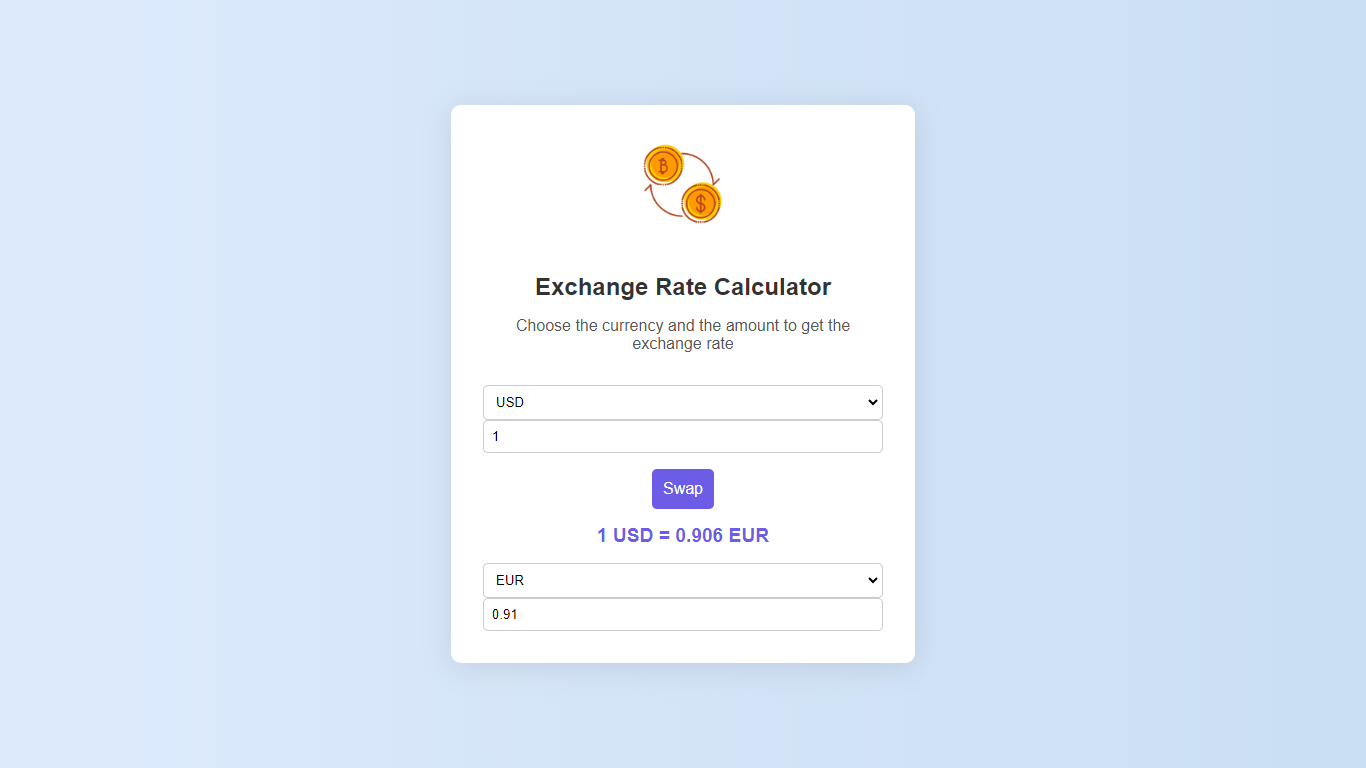 ₿
$
Exchange Rate Calculator
Choose the currency and the amount to get the
exchange rate
USD
1
Swap
1 USD = 0.906 EUR
EUR
0.91